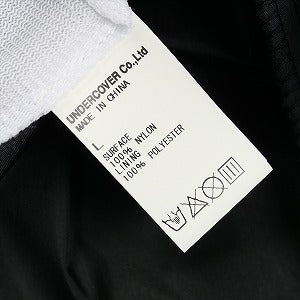 UNDERCOVER Co.,Ltd
MADE IN CHINA
L
SURFACE
100% NYLON
LINING
100% POLYESTER